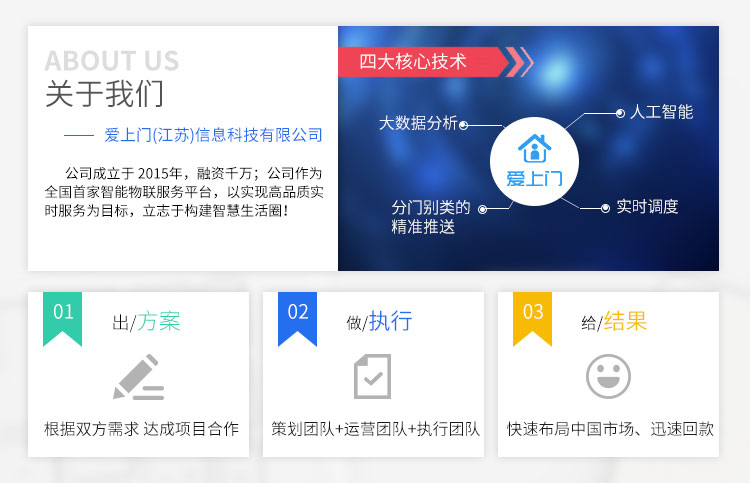 ABOUT US
关于我们
爱上门(江苏)信息科技有限公司
公司成立于 2015年，融资千万；公司作为
全国首家智能物联服务平台，以实现高品质实
时服务为目标，立志于构建智慧生活圈！
四大核心技术
大数据分析
人工智能
爱上门
分门别类的
精准推送
实时调度
01
出/方案
根据双方需求 达成项目合作
02
做/执行
策划团队+运营团队+执行团队
03
给/结果
快速布局中国市场、迅速回款